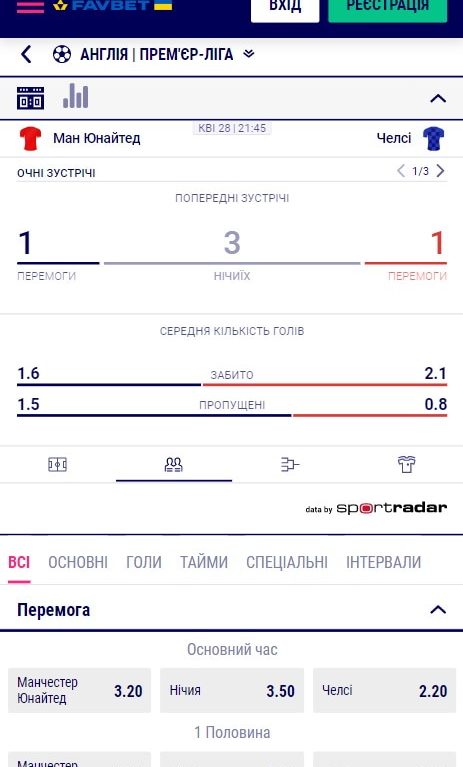 FAVBET
ВХІД
РЕЄСТРАЦІЯ
АНГЛІЯ | ПРЕМ'ЄР-ЛІГА
Ман Юнайтед
КВІ 28 | 21:45
Челсі
ОЧНІ ЗУСТРІЧІ
1/3
ПОПЕРЕДНІ ЗУСТРІЧІ
1 3 1
ПЕРЕМОГИ НІЧИЇХ ПЕРЕМОГИ
СЕРЕДНЯ КІЛЬКІСТЬ ГОЛІВ
1.6 ЗАБИТО 2.1
1.5 ПРОПУЩЕНІ 0.8
data by sportradar
ВСІ ОСНОВНІ ГОЛИ ТАЙМИ СПЕЦІАЛЬНІ ІНТЕРВАЛИ
Перемога
Основний час
Манчестер
Юнайтед 3.20
Нічия 3.50
Челсі 2.20
1 Половина
Манчестер